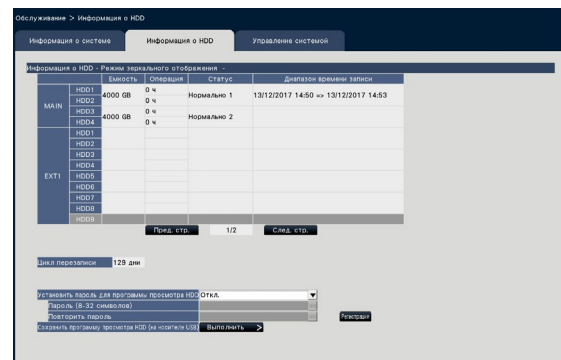 Обслуживание > Информация о HDD
Информация о системе Информация о HDD Управление системой
Информация о HDD - Режим зеркального отображения -
Емкость Операция Статус Диапазон времени записи
MAIN
HDD1 4000 GB 0 ч Нормально 1 13/12/2017 14:50 => 13/12/2017 14:53
HDD2 0 ч
HDD3 4000 GB 0 ч Нормально 2
HDD4 0 ч
EXT1
HDD1
HDD2
HDD3
HDD4
HDD5
HDD6
HDD7
HDD8
HDD9
Пред. стр. 1/2 След. стр.
Цикл перезаписи 129 дни
Установить пароль для программы просмотра HDD Откл.
Пароль (8-32 символов)
Повторить пароль Регистрация
Сохранить программу просмотра HDD (на носителе USB) Выполнить >